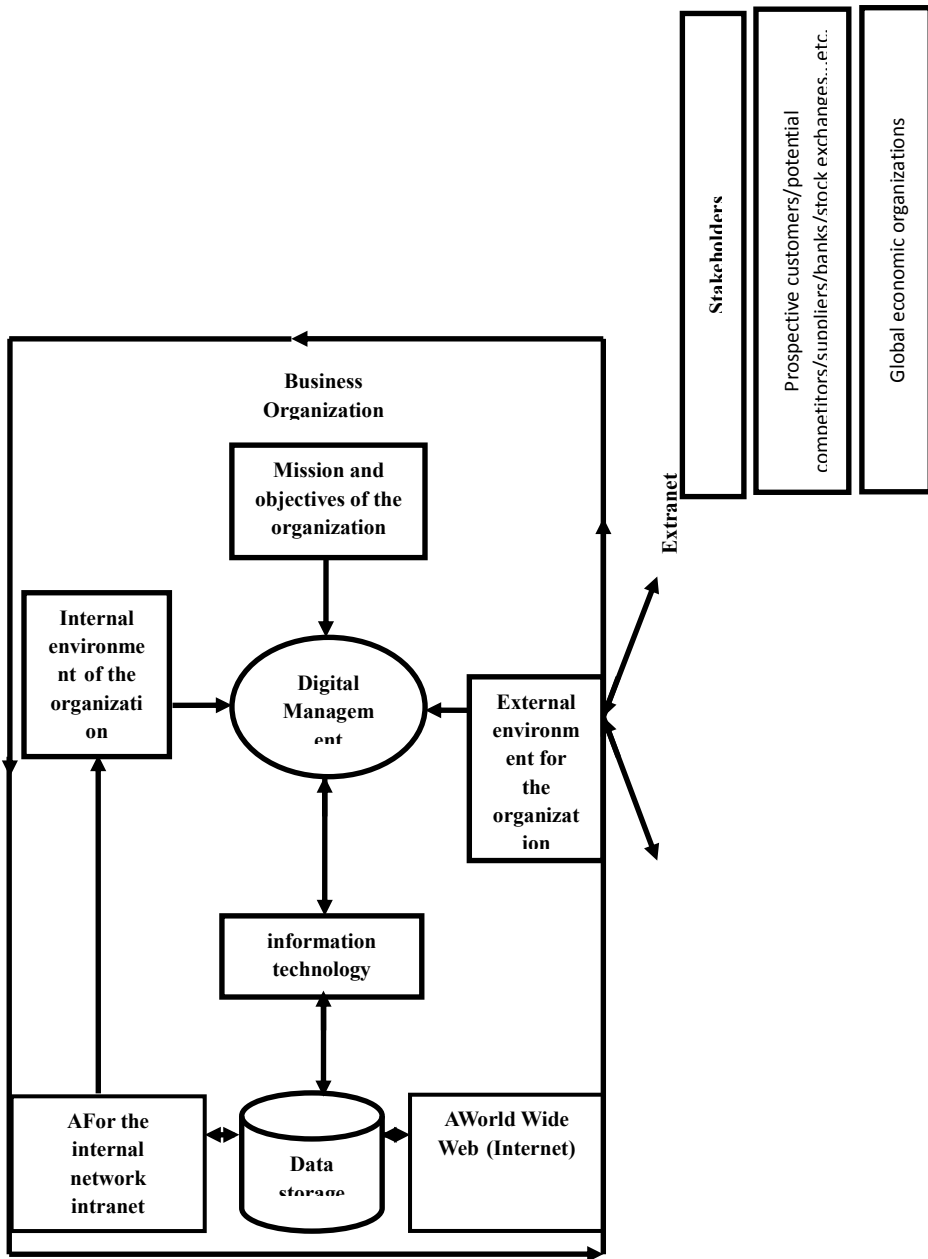 Stakeholders
Prospective customers/potential
competitors/suppliers/banks/stock exchanges...etc.
Global economic organizations
Business
Organization
Mission and
objectives of the
organization
Extranet
Internal
environme
nt of the
organizati
on
Digital
Managem
ent
External
environm
ent for
the
organizat
ion
information
technology
AFor the
internal
network
intranet
Data
storage
AWorld Wide
Web (Internet)